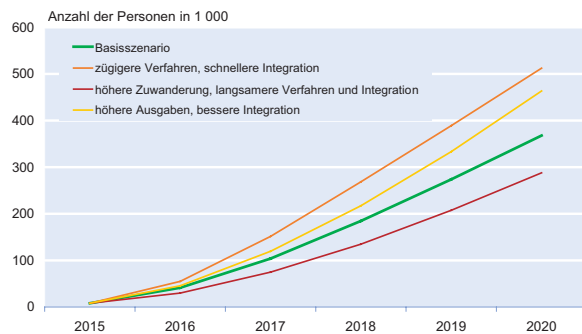 Anzahl der Personen in 1 000
600
Basisszenario
500
zügigere Verfahren, schnellere Integration
höhere Zuwanderung, langsamere Verfahren und Integration
höhere Ausgaben, bessere Integration
400
300
200
100
0
2015 2016 2017 2018 2019 2020